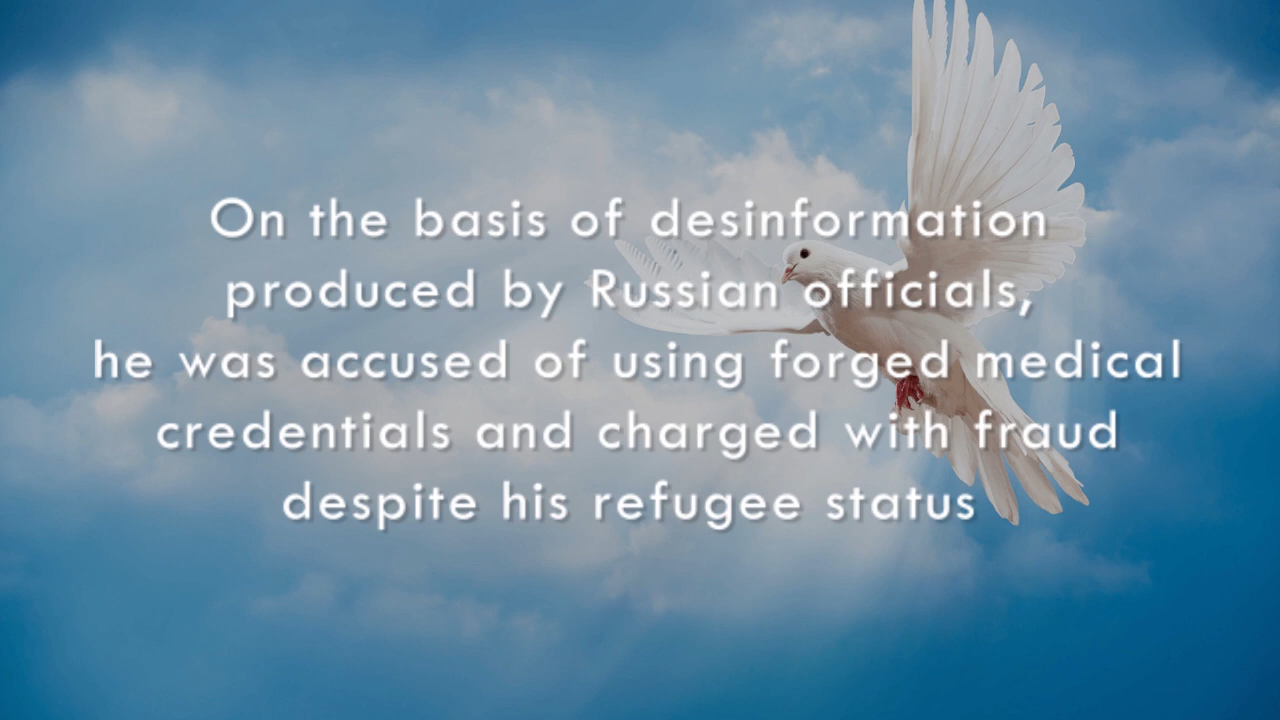 On the basis of desinformation
produced by Russian officials,
he was accused of using forged medical
credentials and charged with fraud
despite his refugee status